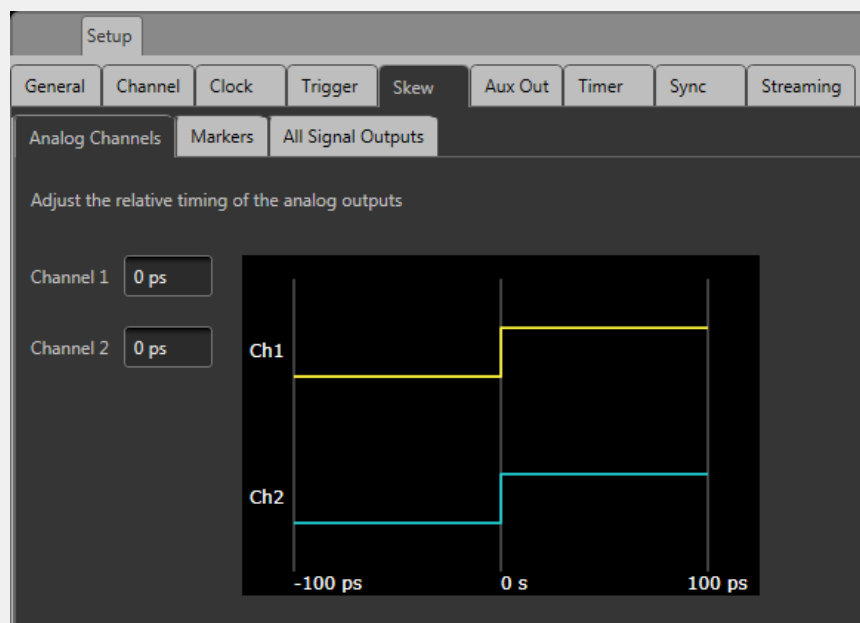 Setup
General Channel Clock Trigger Skew Aux Out Timer Sync Streaming
Analog Channels Markers All Signal Outputs
Adjust the relative timing of the analog outputs
Channel 1 0 ps
Channel 2 0 ps
Ch1
Ch2
-100 ps 0 s 100 ps